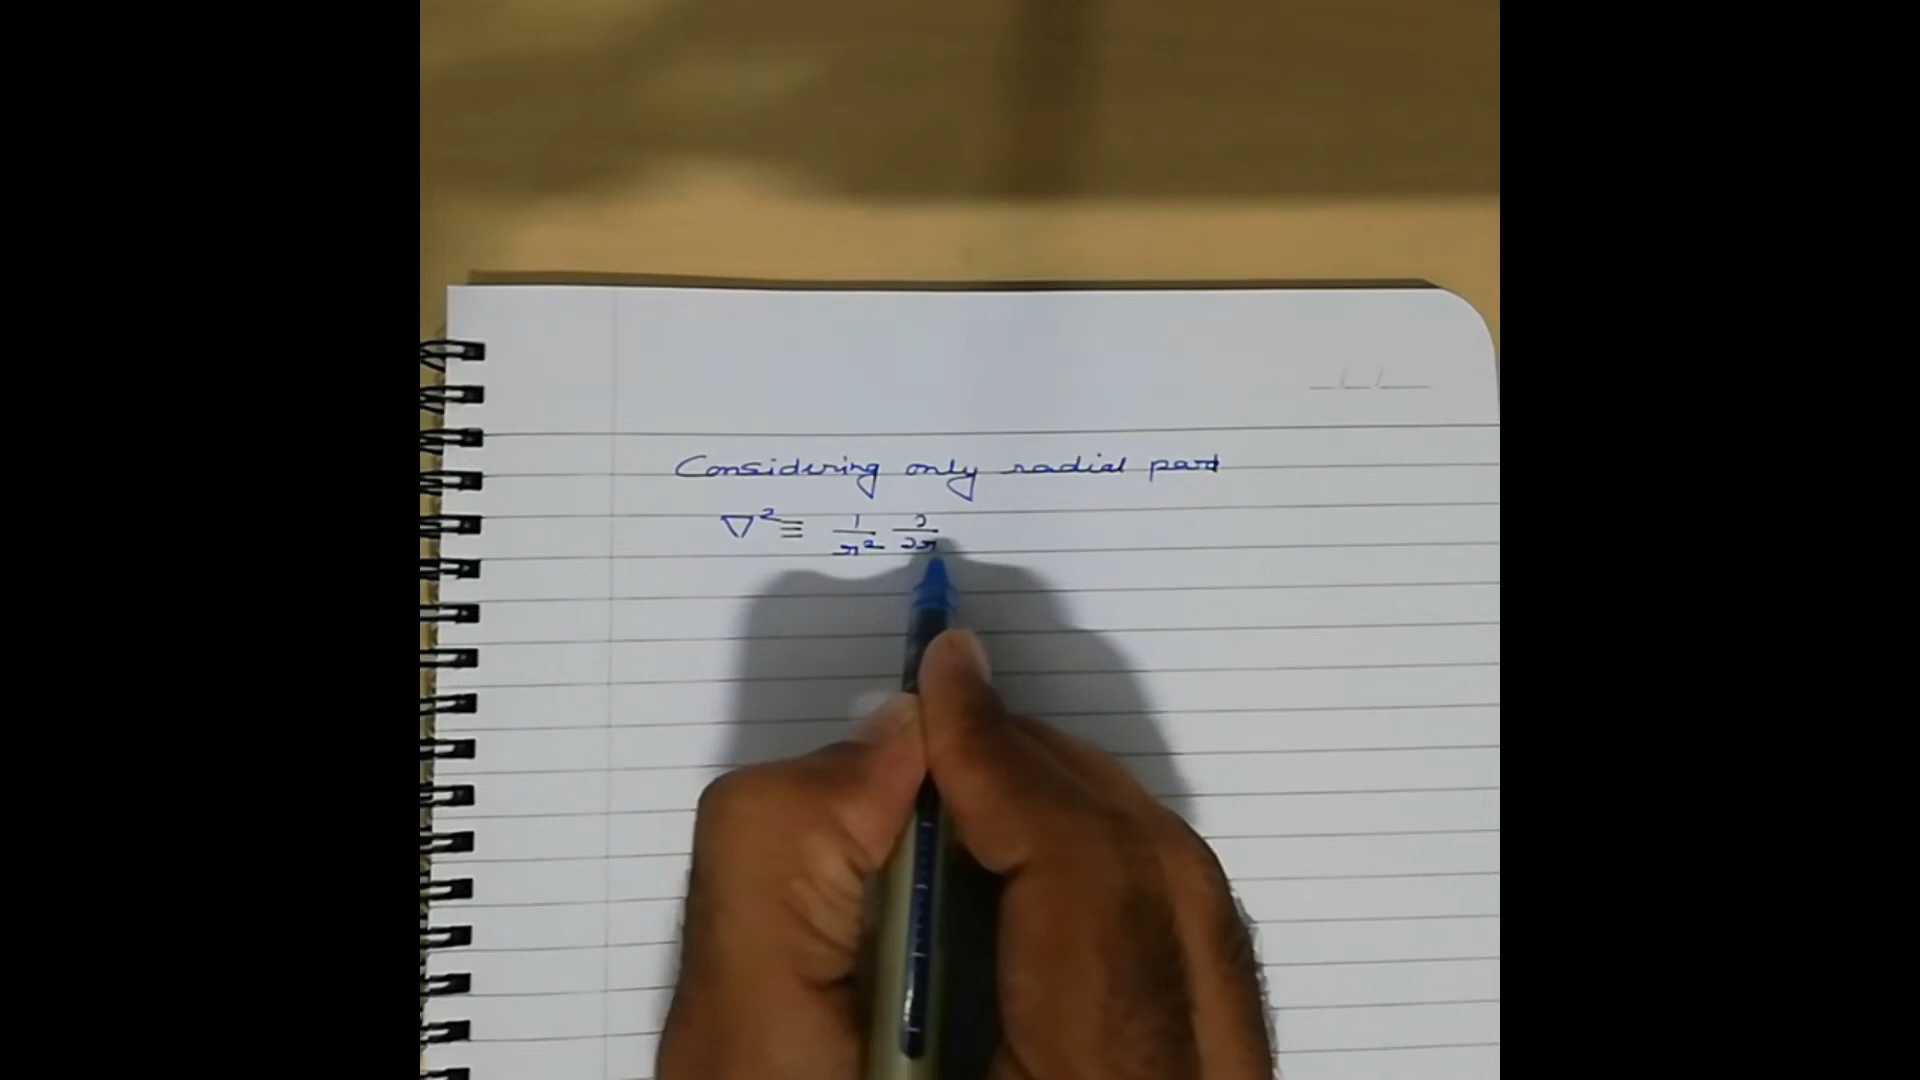 Considering only radial part
∇² ≡ 1/r² ∂/∂r